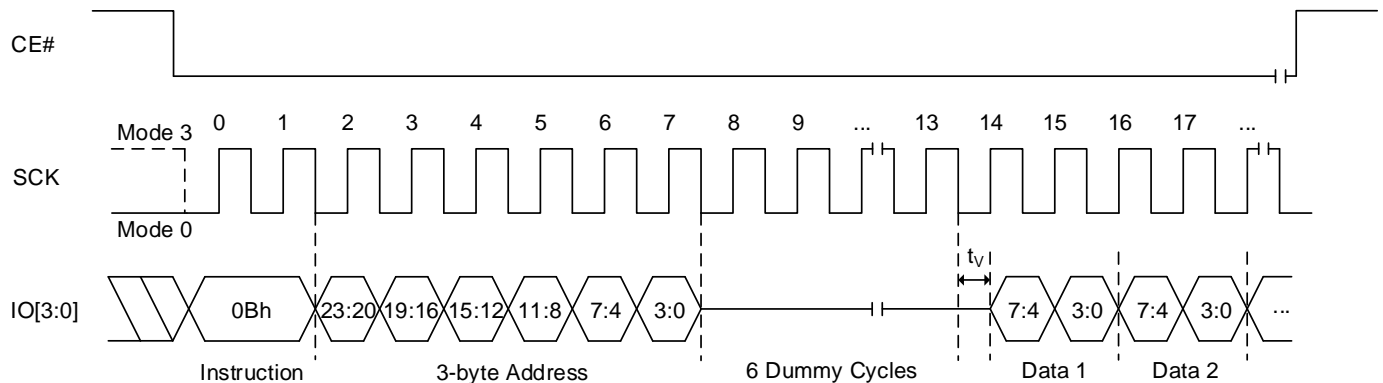 CE#
Mode 3 0 1 2 3 4 5 6 7 8 9 ... 13 14 15 16 17 ...
SCK
Mode 0
tV
IO[3:0] 0Bh 23:20 19:16 15:12 11:8 7:4 3:0 7:4 3:0 7:4 3:0 ...
Instruction 3-byte Address 6 Dummy Cycles Data 1 Data 2